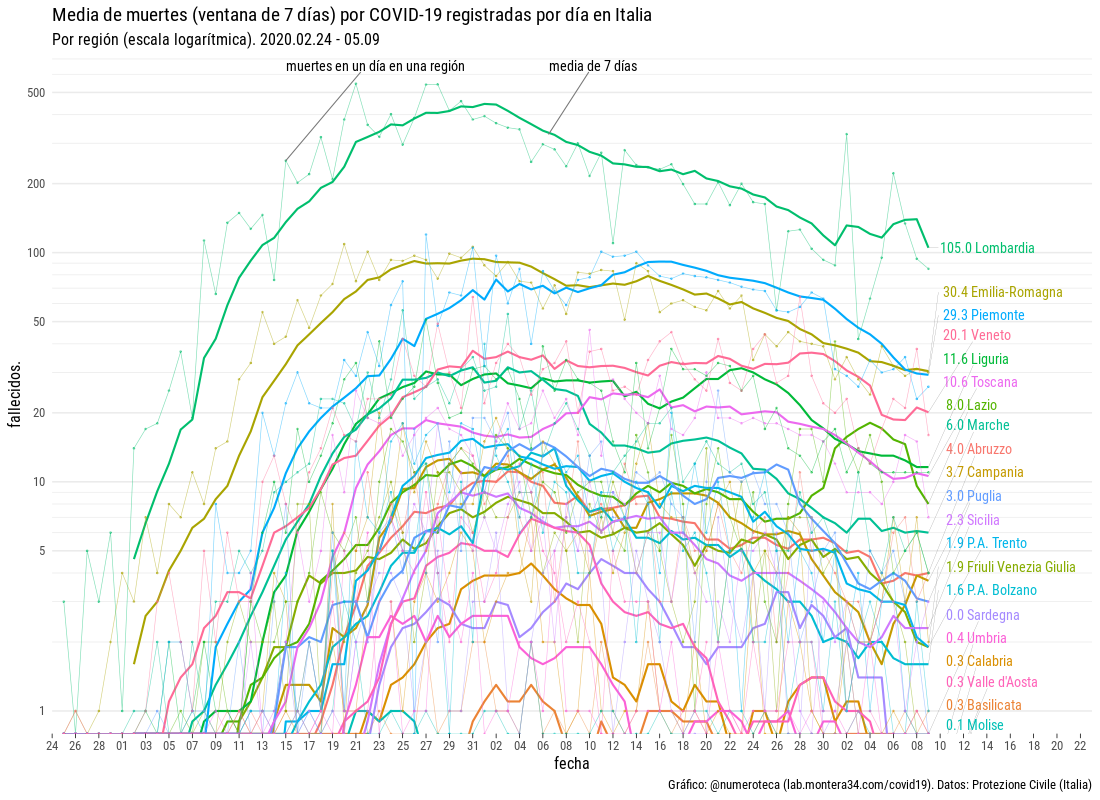 Media de muertes (ventana de 7 días) por COVID-19 registradas por día en Italia
Por región (escala logarítmica). 2020.02.24 - 05.09
muertes en un día en una región
media de 7 días
500
200
100
50
20
10
5
1
fallecidos.
105.0 Lombardia
30.4 Emilia-Romagna
29.3 Piemonte
20.1 Veneto
11.6 Liguria
10.6 Toscana
8.0 Lazio
6.0 Marche
4.0 Abruzzo
3.7 Campania
3.0 Puglia
2.3 Sicilia
1.9 P.A. Trento
1.9 Friuli Venezia Giulia
1.6 P.A. Bolzano
0.0 Sardegna
0.4 Umbria
0.3 Calabria
0.3 Valle d'Aosta
0.3 Basilicata
0.1 Molise
24 26 28 01 03 05 07 09 11 13 15 17 19 21 23 25 27 29 31 02 04 06 08 10 12 14 16 18 20 22 24 26 28 30 02 04 06 08 10 12 14 16 18 20 22
fecha
Gráfico: @numeroteca (lab.montera34.com/covid19). Datos: Protezione Civile (Italia)